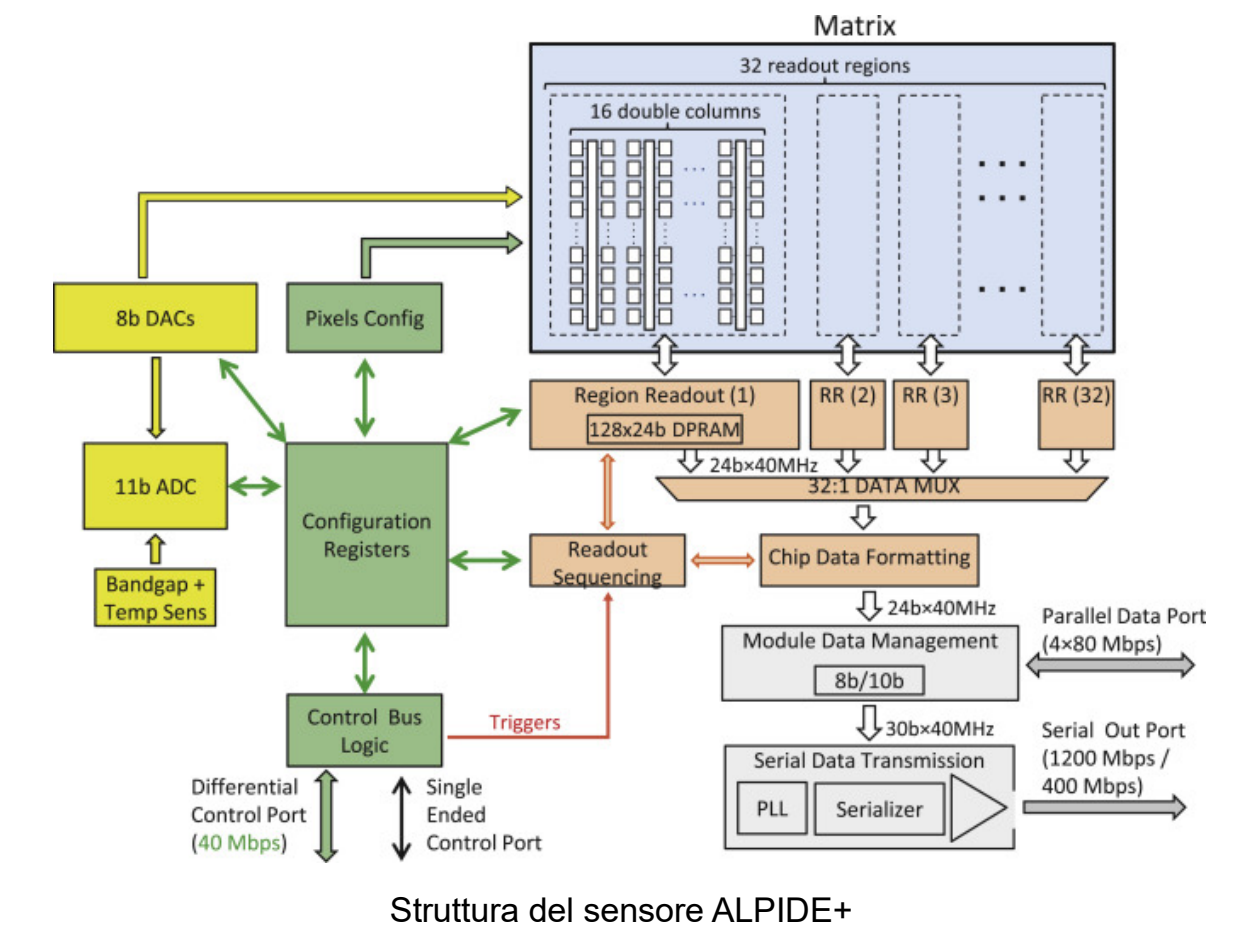 Matrix
32 readout regions
16 double columns
8b DACs
Pixels Config
Region Readout (1)
128x24b DPRAM
RR (2)
RR (3)
RR (32)
24b×40MHz
32:1 DATA MUX
11b ADC
Configuration
Registers
Readout
Sequencing
Chip Data Formatting
Bandgap +
Temp Sens
24b×40MHz
Module Data Management
8b/10b
Parallel Data Port
(4×80 Mbps)
Control Bus
Logic
Triggers
30b×40MHz
Serial Data Transmission
PLL
Serializer
Serial Out Port
(1200 Mbps /
400 Mbps)
Differential
Control Port
(40 Mbps)
Single
Ended
Control Port
Struttura del sensore ALPIDE+